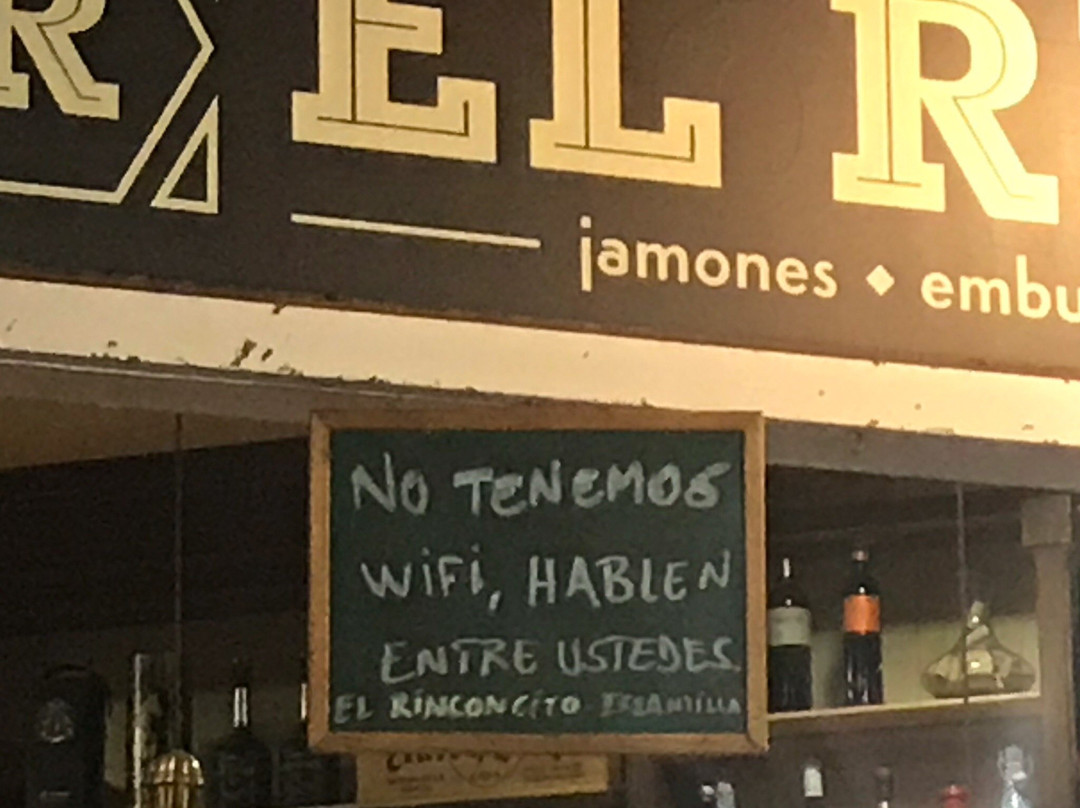 R EL R
jamones ◆ embu
NO TENEMOS
WiFi, HABLEN
ENTRE USTEDES
EL RiNCONCiTO